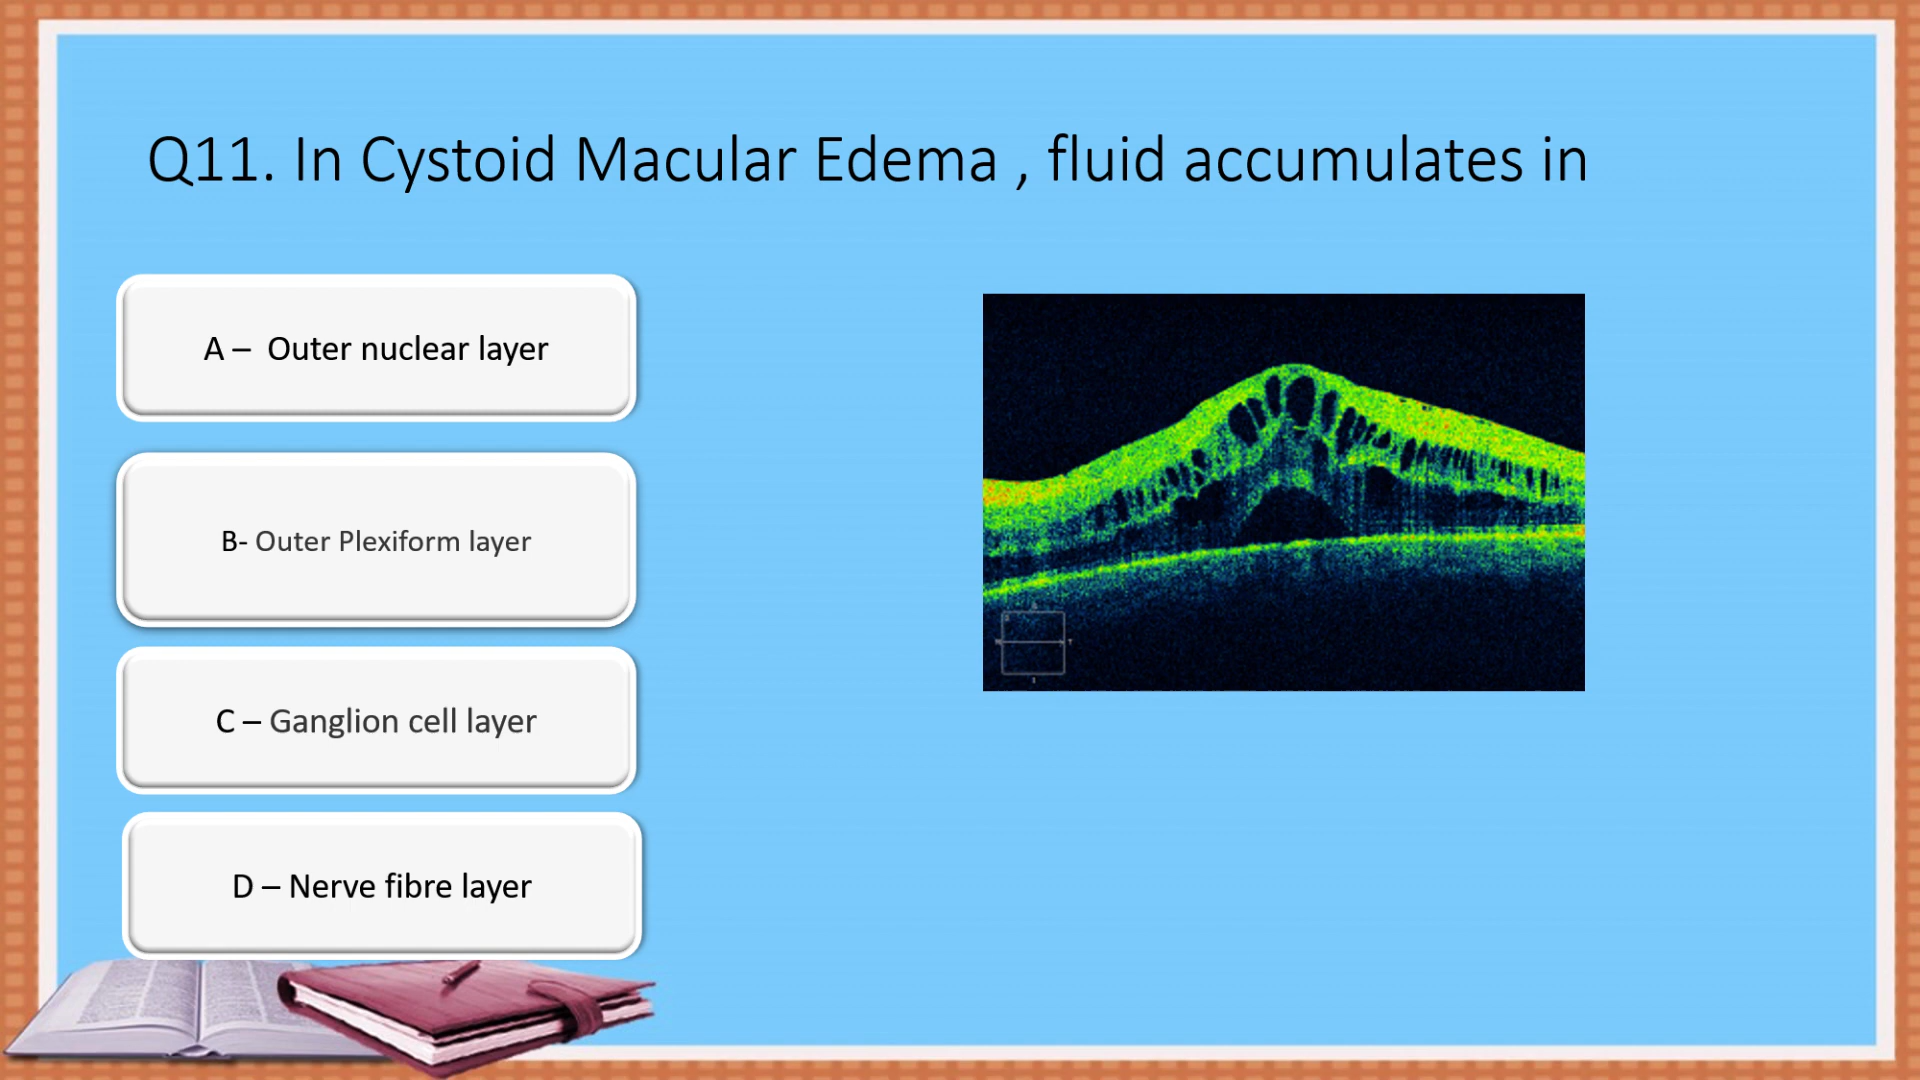 Q11. In Cystoid Macular Edema , fluid accumulates in
A – Outer nuclear layer
B- Outer Plexiform layer
C – Ganglion cell layer
D – Nerve fibre layer